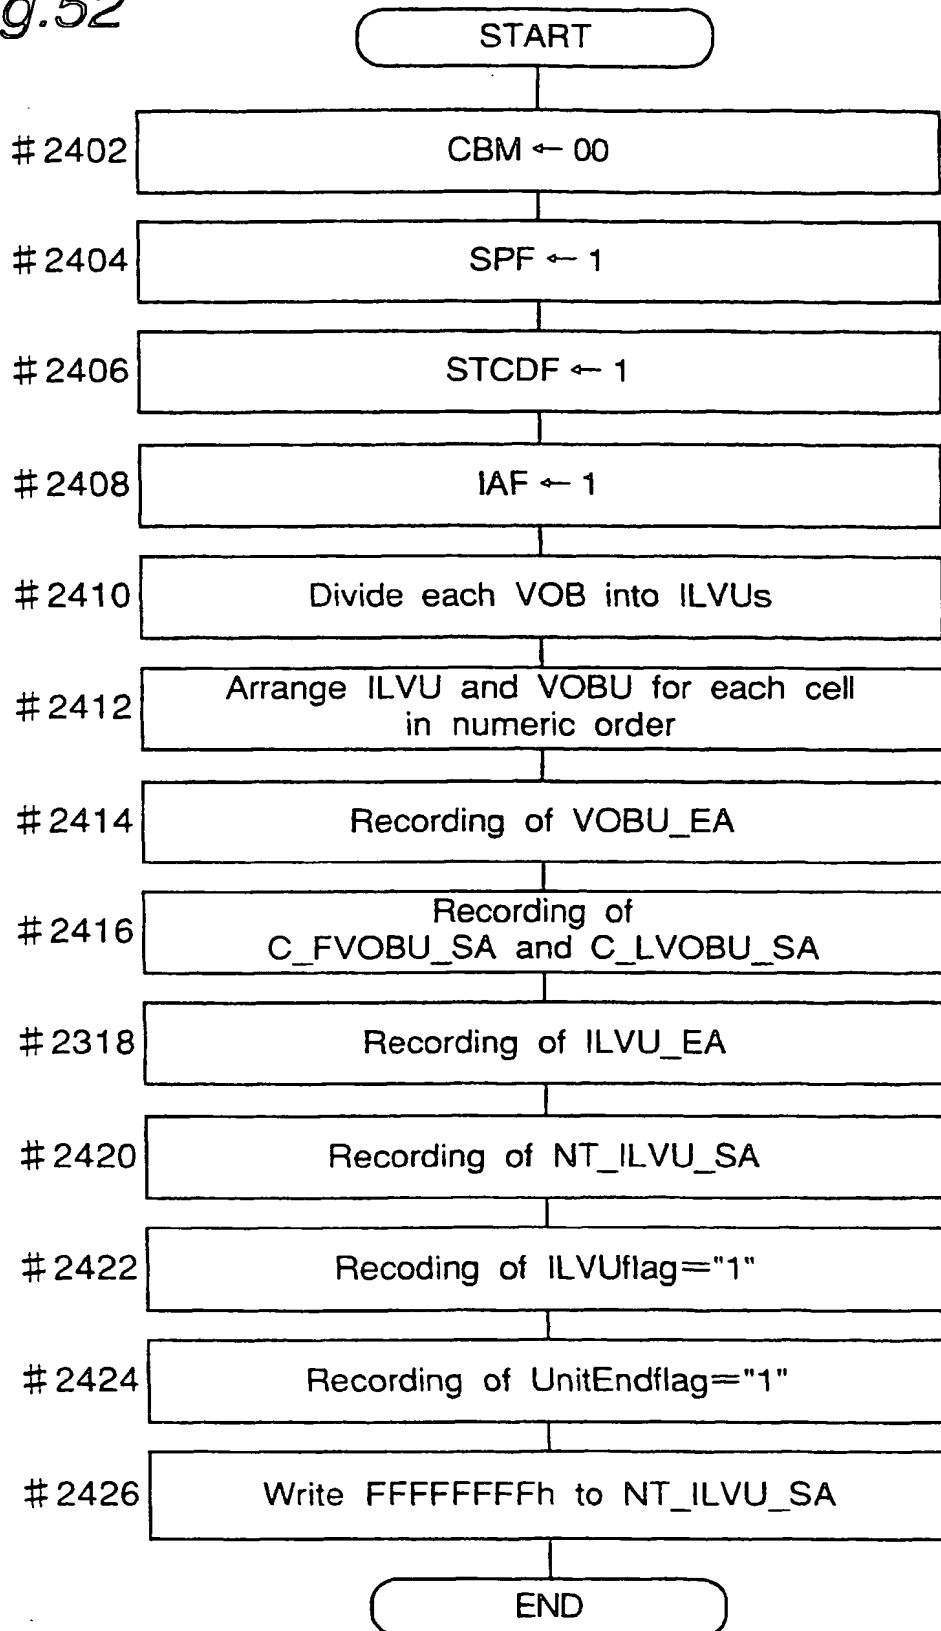 g.52
START
#2402 CBM ← 00
#2404 SPF ← 1
#2406 STCDF ← 1
#2408 IAF ← 1
#2410 Divide each VOB into ILVUs
#2412 Arrange ILVU and VOBU for each cell
in numeric order
#2414 Recording of VOBU_EA
#2416 Recording of
C_FVOBU_SA and C_LVOBU_SA
#2318 Recording of ILVU_EA
#2420 Recording of NT_ILVU_SA
#2422 Recoding of ILVUflag="1"
#2424 Recording of UnitEndflag="1"
#2426 Write FFFFFFFFh to NT_ILVU_SA
END